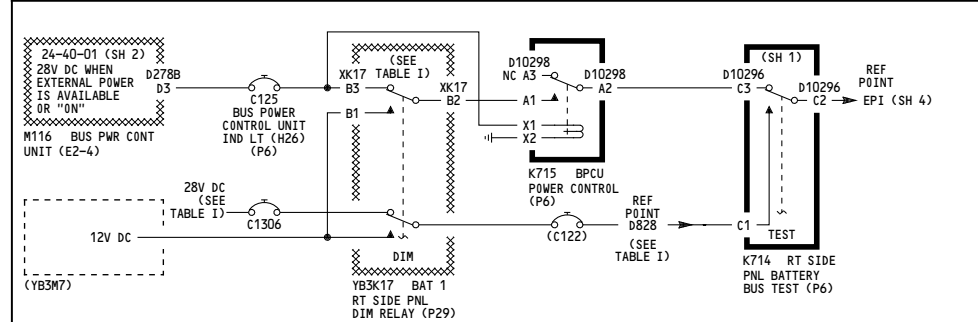 24-40-01 (SH 2)
28V DC WHEN
EXTERNAL POWER
IS AVAILABLE
OR "ON"
D278B
D3
M116 BUS PWR CONT
UNIT (E2-4)
C125
BUS POWER
CONTROL UNIT
IND LT (H26)
(P6)
(SEE
TABLE I)
XK17
B3
B1
XK17
B2
D10298
NC A3
A1
X1
X2
D10298
A2
K715 BPCU
POWER CONTROL
(P6)
(SH 1)
D10296
C3
D10296
C2
REF
POINT
EPI (SH 4)
28V DC
(SEE
TABLE I)
C1306
12V DC
(YB3M7)
DIM
YB3K17 BAT 1
RT SIDE PNL
DIM RELAY (P29)
(C122)
REF
POINT
D828
(SEE
TABLE I)
C1
TEST
K714 RT SIDE
PNL BATTERY
BUS TEST (P6)